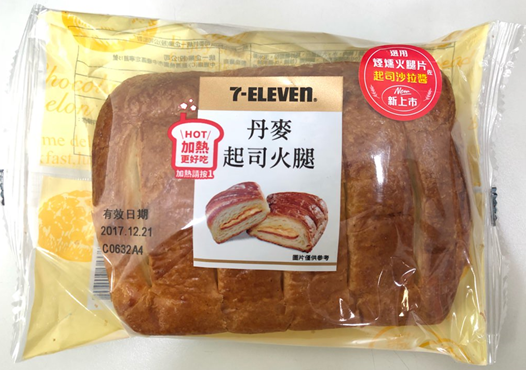 選用
煙燻火腿片
起司沙拉醬
New
新上市
7-ELEVEN.
丹麥
起司火腿
HOT
加熱
更好吃
加熱請按1
有效日期
2017.12.21
C0632A4
圖片僅供參考